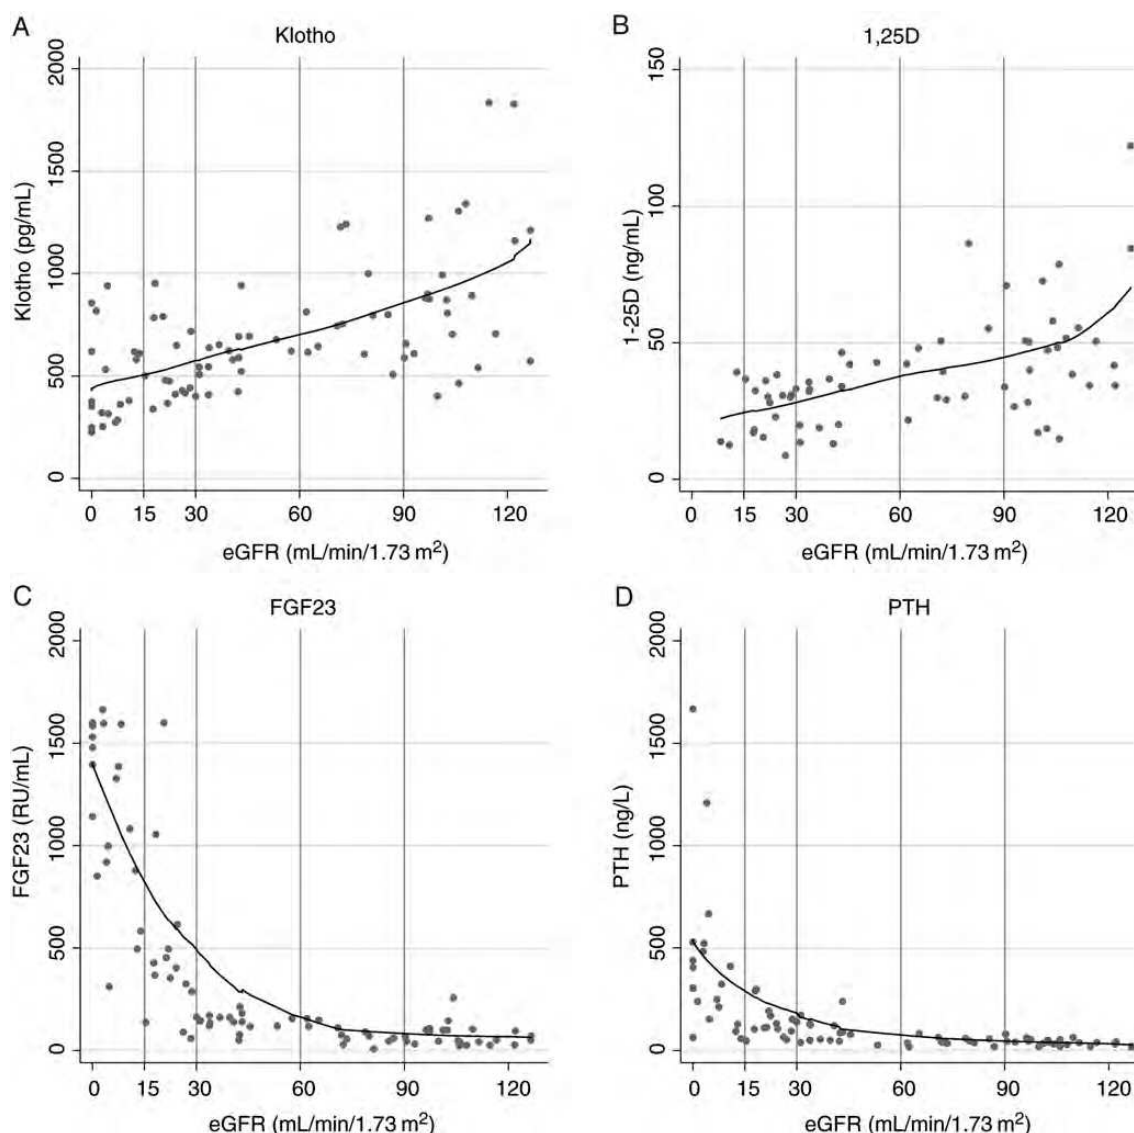 A
Klotho
2000
1500
1000
500
0
Klotho (pg/mL)
0 15 30 60 90 120
eGFR (mL/min/1.73 m²)
B
1,25D
150
100
50
0
1-25D (ng/mL)
0 15 30 60 90 120
eGFR (mL/min/1.73 m²)
C
FGF23
2000
1500
1000
500
0
FGF23 (RU/mL)
0 15 30 60 90 120
eGFR (mL/min/1.73 m²)
D
PTH
2000
1500
1000
500
0
PTH (ng/L)
0 15 30 60 90 120
eGFR (mL/min/1.73 m²)